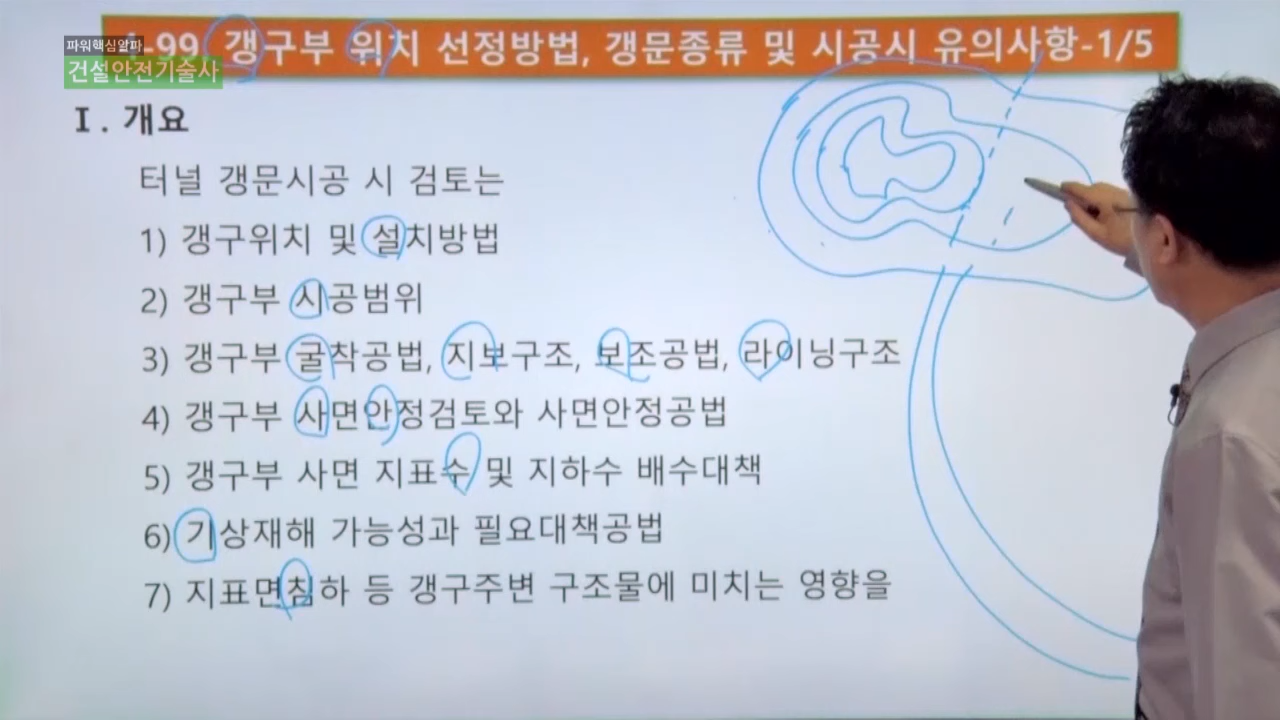 파워핵심알파
건설안전기술사
-99 갱구부 위치 선정방법, 갱문종류 및 시공시 유의사항-1/5
I. 개요
터널 갱문시공 시 검토는
1) 갱구위치 및 설치방법
2) 갱구부 시공범위
3) 갱구부 굴착공법, 지보구조, 보조공법, 라이닝구조
4) 갱구부 사면안정검토와 사면안정공법
5) 갱구부 사면 지표수 및 지하수 배수대책
6) 기상재해 가능성과 필요대책공법
7) 지표면침하 등 갱구주변 구조물에 미치는 영향을